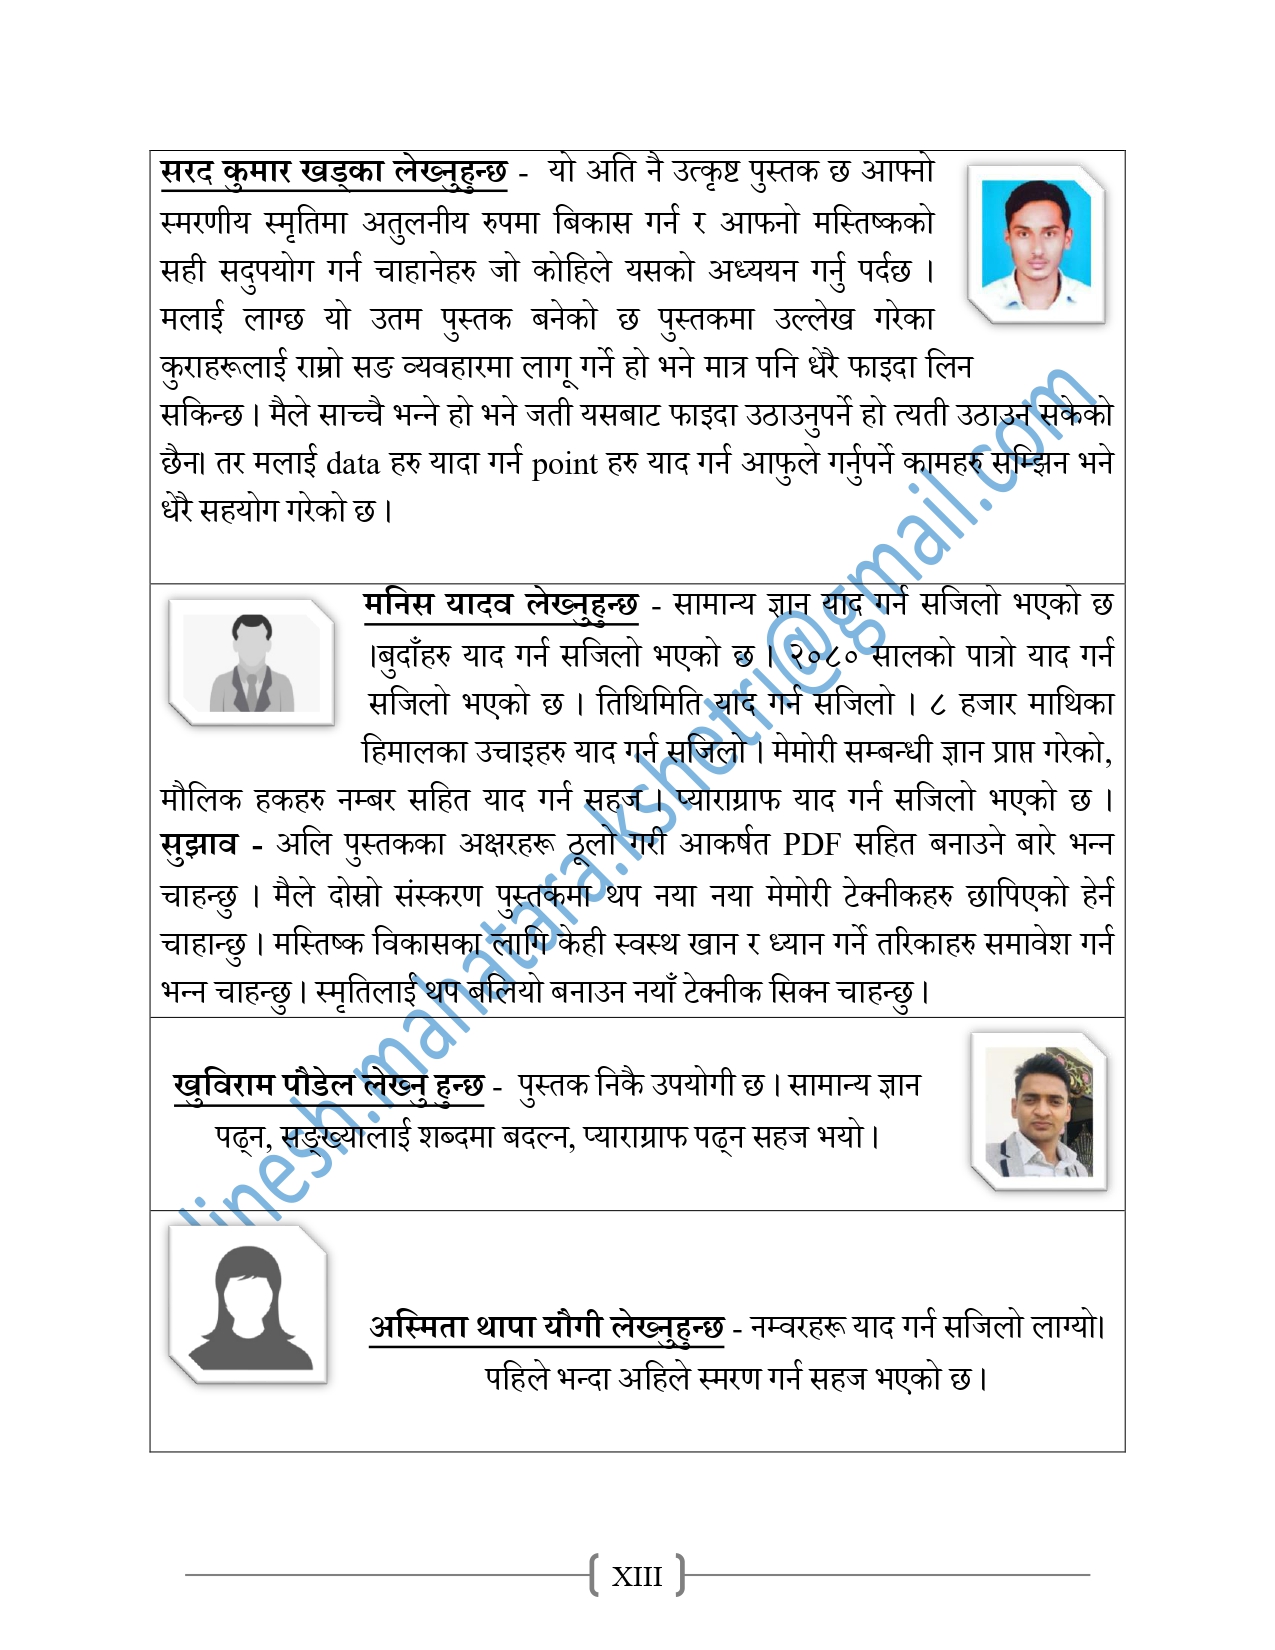 सरद कुमार खड्का लेख्नुहुन्छ - यो अति नै उत्कृष्ट पुस्तक छ आफ्नो
स्मरणीय स्मृतिमा अतुलनीय रुपमा बिकास गर्न र आफनो मस्तिष्कको
सही सदुपयोग गर्न चाहानेहरु जो कोहिले यसको अध्ययन गर्नु पर्दछ ।
मलाई लाग्छ यो उतम पुस्तक बनेको छ पुस्तकमा उल्लेख गरेका
कुराहरूलाई राम्रो सङ व्यवहारमा लागू गर्ने हो भने मात्र पनि धेरै फाइदा लिन
सकिन्छ । मैले साच्चै भन्ने हो भने जती यसबाट फाइदा उठाउनुपर्ने हो त्यती उठाउन सकेको
छैन। तर मलाई data हरु यादा गर्न point हरु याद गर्न आफुले गर्नुपर्ने कामहरु सम्झिन भने
धेरै सहयोग गरेको छ ।
मनिस यादव लेख्नुहुन्छ - सामान्य ज्ञान याद गर्न सजिलो भएको छ
।बुदाँहरु याद गर्न सजिलो भएको छ । २०८० सालको पात्रो याद गर्न
सजिलो भएको छ । तिथिमिति याद गर्न सजिलो । ८ हजार माथिका
हिमालका उचाइहरु याद गर्न सजिलो । मेमोरी सम्बन्धी ज्ञान प्राप्त गरेको,
मौलिक हकहरु नम्बर सहित याद गर्न सहज । प्याराग्राफ याद गर्न सजिलो भएको छ ।
सुझाव - अलि पुस्तकका अक्षरहरू ठूलो गरी आकर्षत PDF सहित बनाउने बारे भन्न
चाहन्छु । मैले दोस्रो संस्करण पुस्तकमा थप नया नया मेमोरी टेक्नीकहरु छापिएको हेर्न
चाहान्छु । मस्तिष्क विकासका लागि केही स्वस्थ खान र ध्यान गर्ने तरिकाहरु समावेश गर्न
भन्न चाहन्छु । स्मृतिलाई थप बलियो बनाउन नयाँ टेक्नीक सिक्न चाहन्छु ।
खुविराम पौडेल लेख्नु हुन्छ - पुस्तक निकै उपयोगी छ । सामान्य ज्ञान
पढ्न, सङ्ख्यालाई शब्दमा बदल्न, प्याराग्राफ पढ्न सहज भयो ।
अस्मिता थापा यौगी लेख्नुहुन्छ - नम्वरहरू याद गर्न सजिलो लाग्यो।
पहिले भन्दा अहिले स्मरण गर्न सहज भएको छ ।
dinesh.mahatara.kshetri@gmail.com
XIII